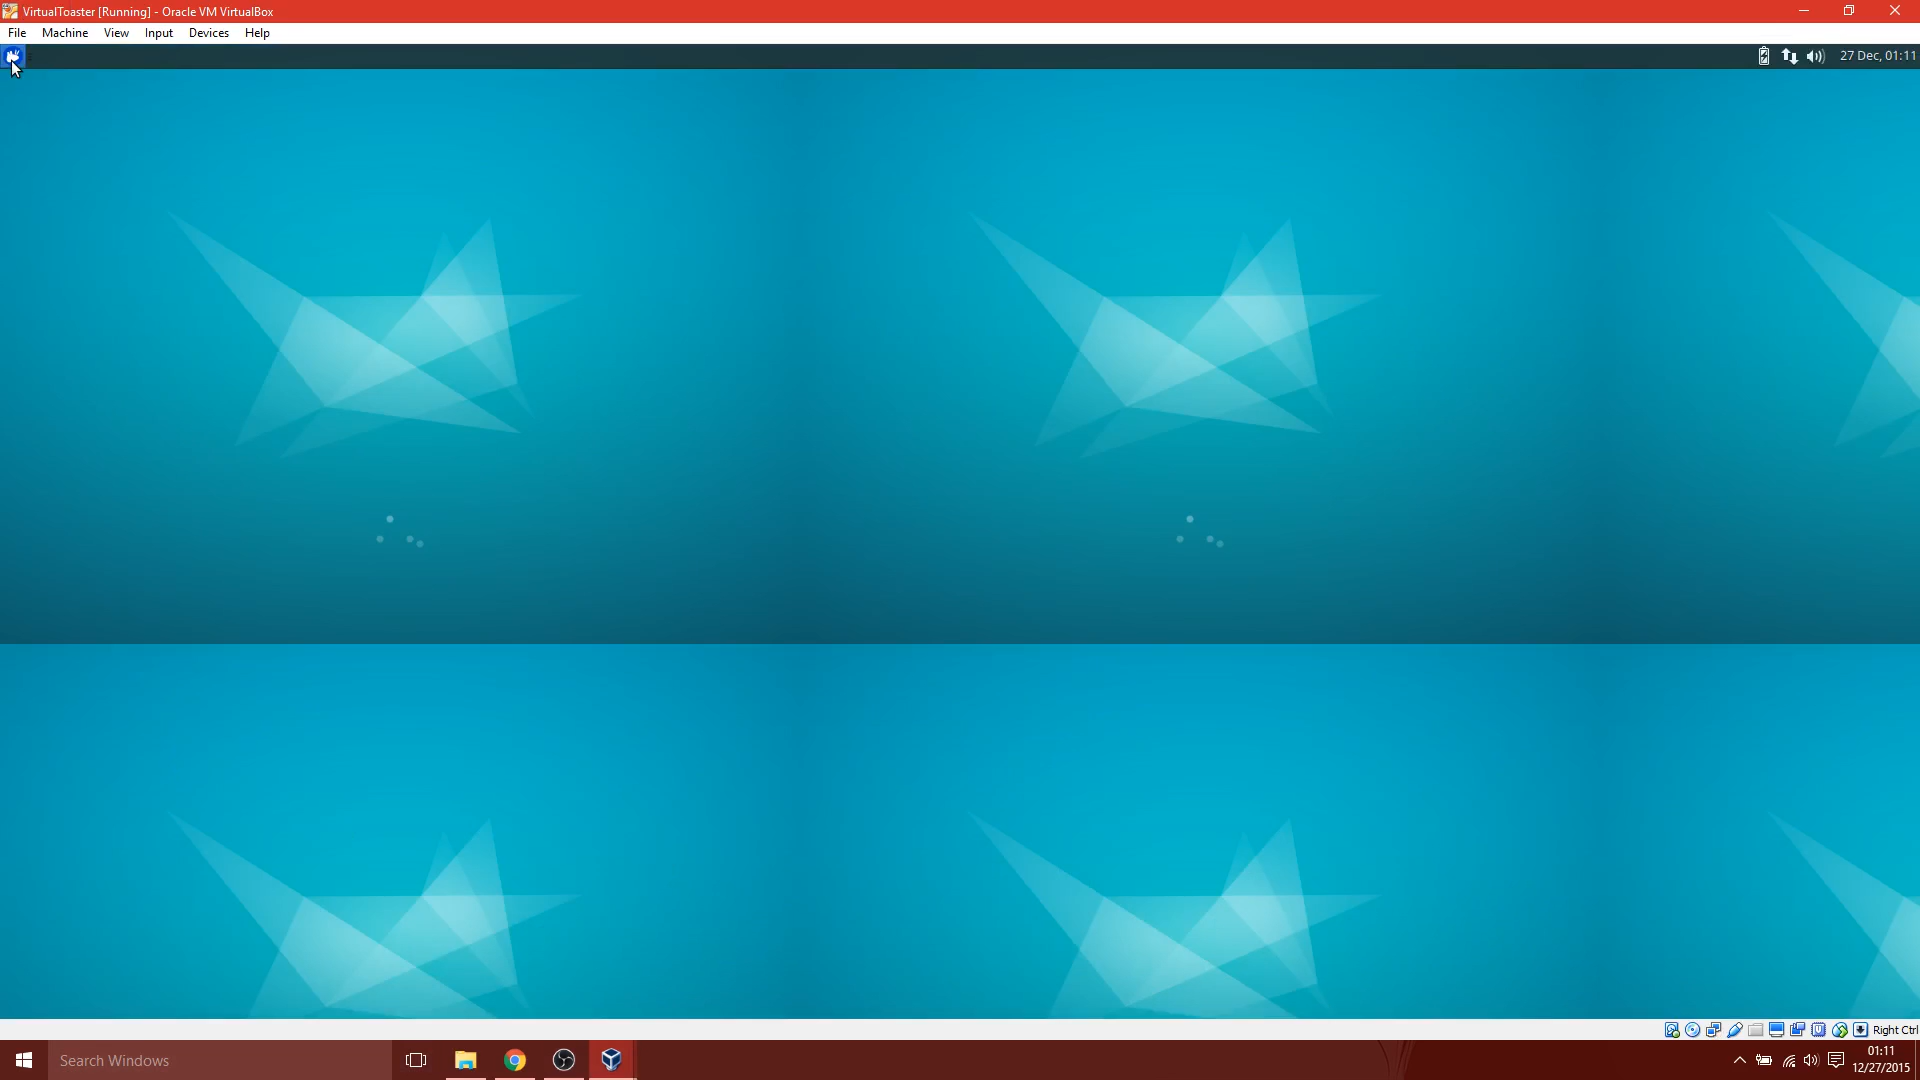 VirtualToaster [Running] - Oracle VM VirtualBox
File Machine View Input Devices Help
27 Dec, 01:11
Right Ctrl
Search Windows
01:11
12/27/2015